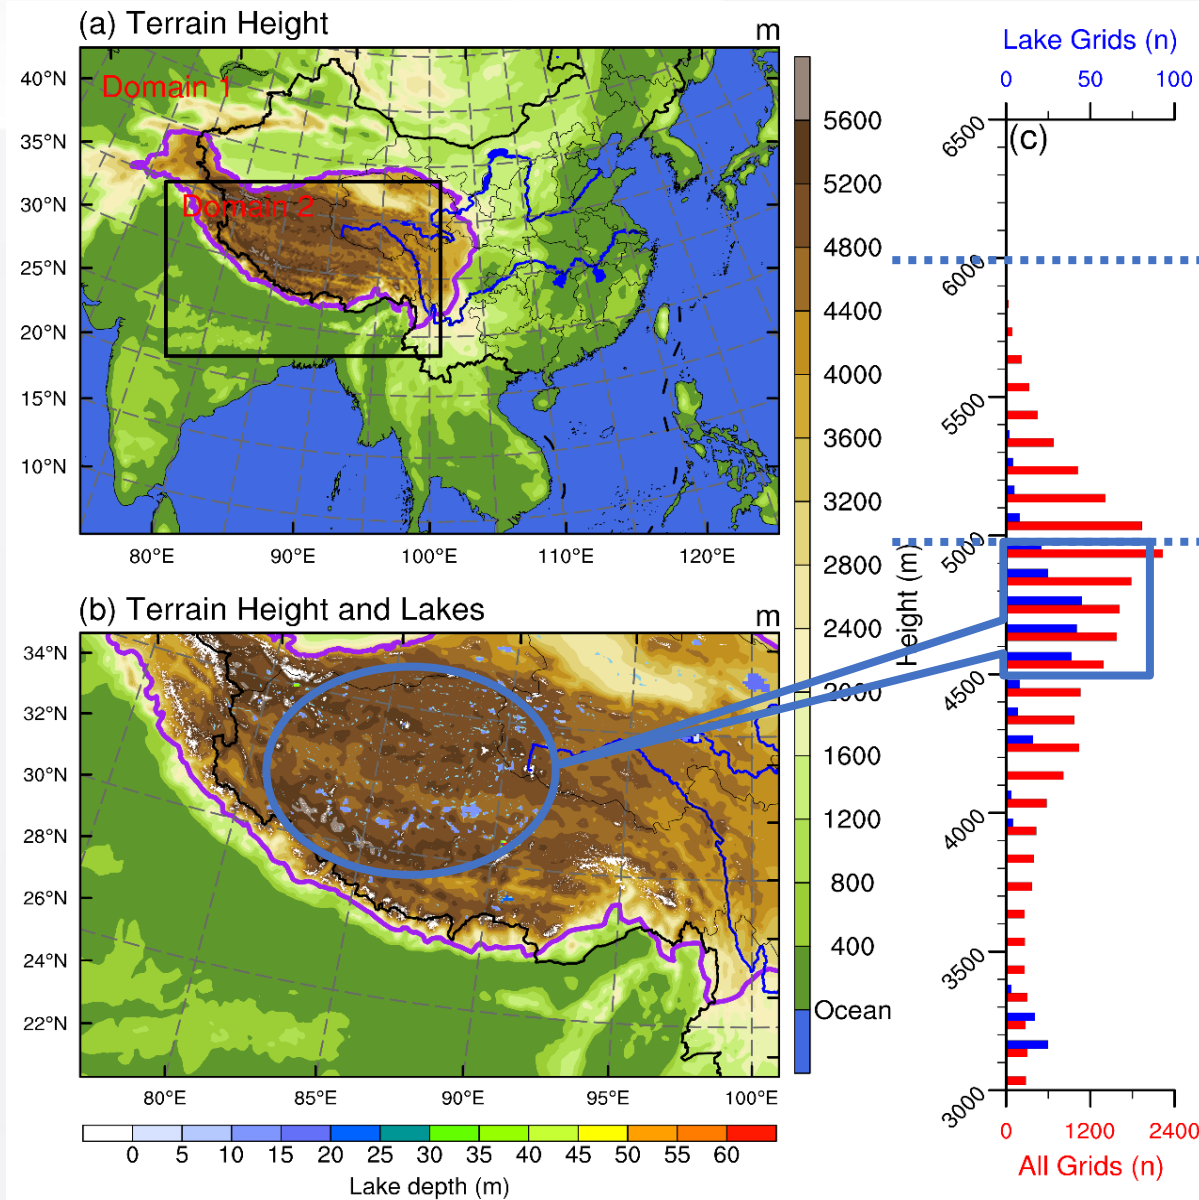 (a) Terrain Height
m
Domain 1
Domain 2
40°N
35°N
30°N
25°N
20°N
15°N
10°N
80°E
90°E
100°E
110°E
120°E
(b) Terrain Height and Lakes
m
34°N
32°N
30°N
28°N
26°N
24°N
22°N
80°E
85°E
90°E
95°E
100°E
0 5 10 15 20 25 30 35 40 45 50 55 60
Lake depth (m)
5600
5200
4800
4400
4000
3600
3200
2800
2400
2000
1600
1200
800
400
Ocean
Lake Grids (n)
0 50 100
(c)
6500
6000
5500
5000
4500
4000
3500
3000
Height (m)
0 1200 2400
All Grids (n)